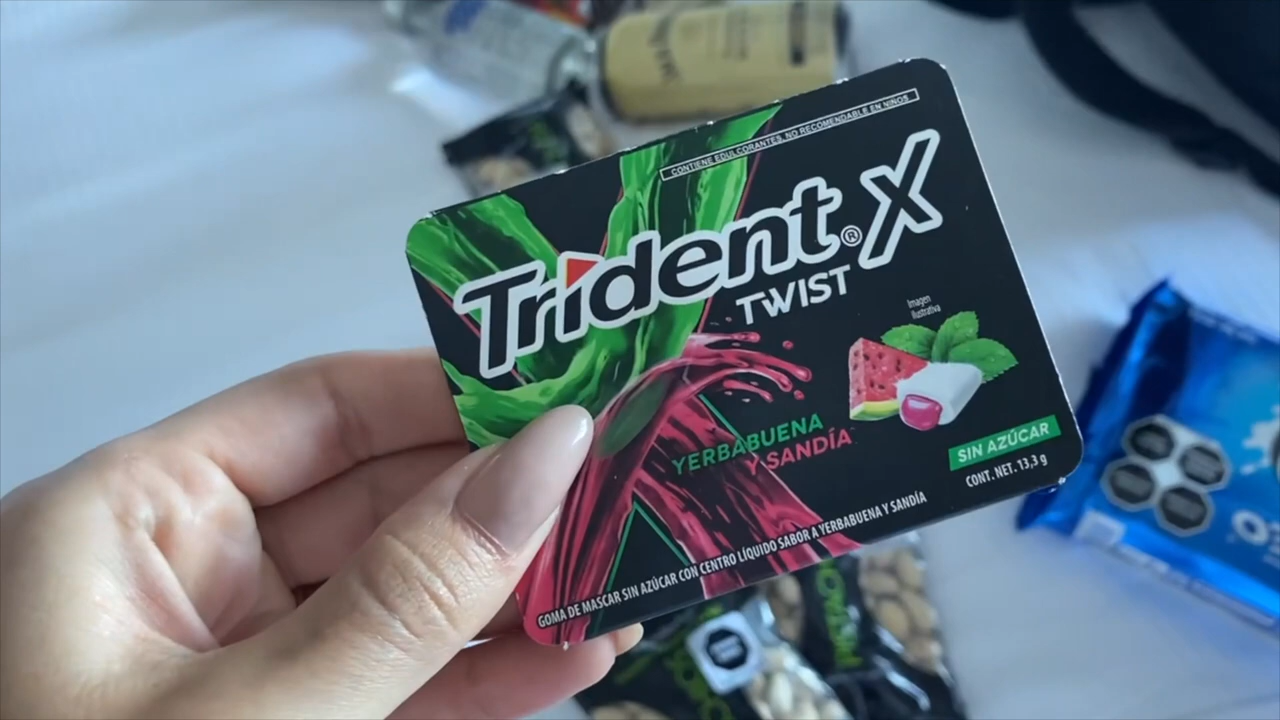 CONTIENE EDULCORANTES, NO RECOMENDABLE EN NIÑOS
Trident® X
TWIST
Imagen
Ilustrativa
YERBABUENA
Y SANDÍA
SIN AZÚCAR
CONT. NET. 13,3 g
GOMA DE MASCAR SIN AZÚCAR CON CENTRO LÍQUIDO SABOR A YERBABUENA Y SANDÍA